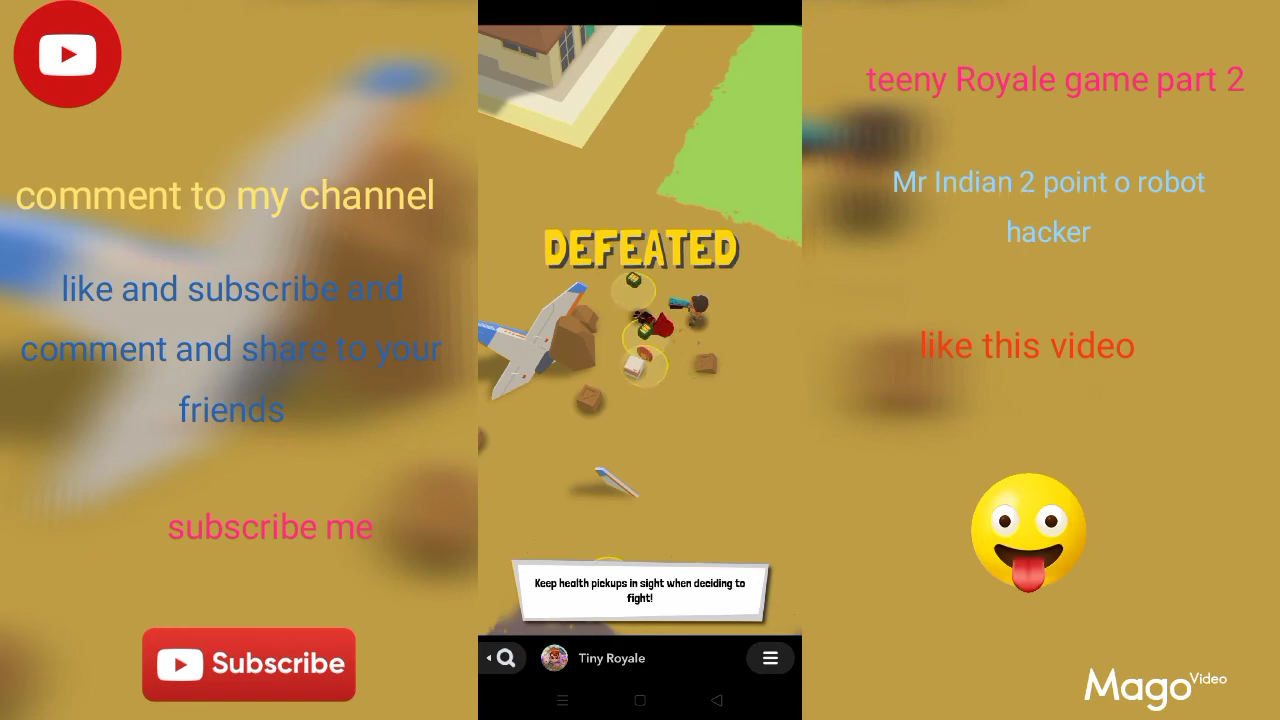 comment to my channel
like and subscribe and
comment and share to your
friends
subscribe me
Subscribe
DEFEATED
Keep health pickups in sight when deciding to
fight!
Tiny Royale
teeny Royale game part 2
Mr Indian 2 point o robot
hacker
like this video
Mago Video